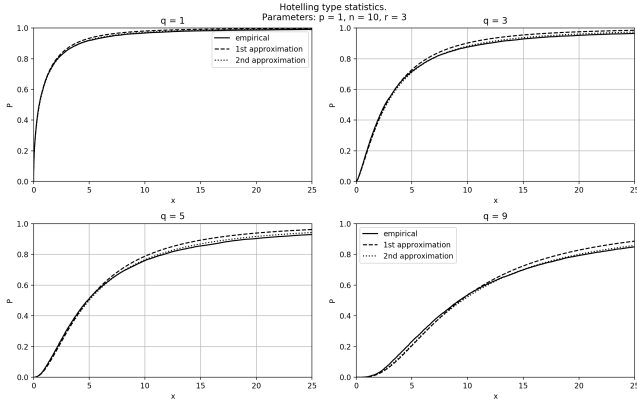 Hotelling type statistics.
Parameters: p = 1, n = 10, r = 3
q = 1
1.0
0.8
0.6
0.4
0.2
0.0
P
0
5
10
15
20
25
x
empirical
1st approximation
2nd approximation
q = 3
1.0
0.8
0.6
0.4
0.2
0.0
P
0
5
10
15
20
25
x
q = 5
1.0
0.8
0.6
0.4
0.2
0.0
P
0
5
10
15
20
25
x
q = 9
1.0
0.8
0.6
0.4
0.2
0.0
P
0
5
10
15
20
25
x
empirical
1st approximation
2nd approximation